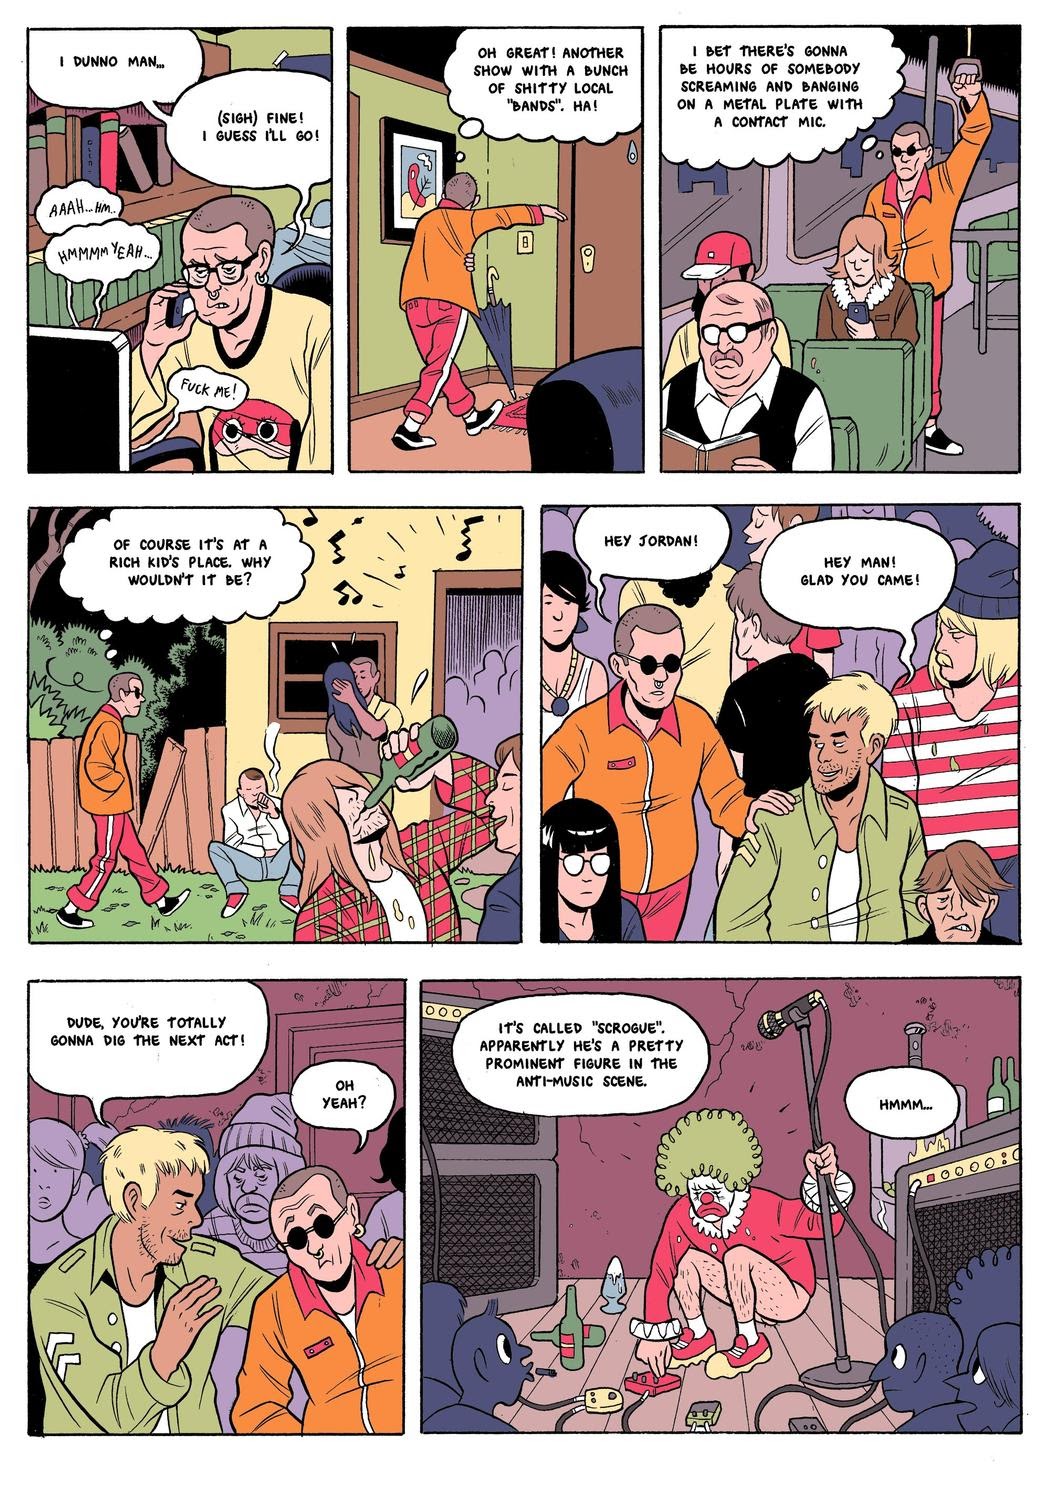 I DUNNO MAN...
(SIGH) FINE!
I GUESS I'LL GO!
AAAH...HM..
HMMMM YEAH...
FUCK ME!
OH GREAT! ANOTHER
SHOW WITH A BUNCH
OF SHITTY LOCAL
"BANDS". HA!
I BET THERE'S GONNA
BE HOURS OF SOMEBODY
SCREAMING AND BANGING
ON A METAL PLATE WITH
A CONTACT MIC.
OF COURSE IT'S AT A
RICH KID'S PLACE. WHY
WOULDN'T IT BE?
HEY JORDAN!
HEY MAN!
GLAD YOU CAME!
DUDE, YOU'RE TOTALLY
GONNA DIG THE NEXT ACT!
OH
YEAH?
IT'S CALLED "SCROGUE".
APPARENTLY HE'S A PRETTY
PROMINENT FIGURE IN THE
ANTI-MUSIC SCENE.
HMMM...